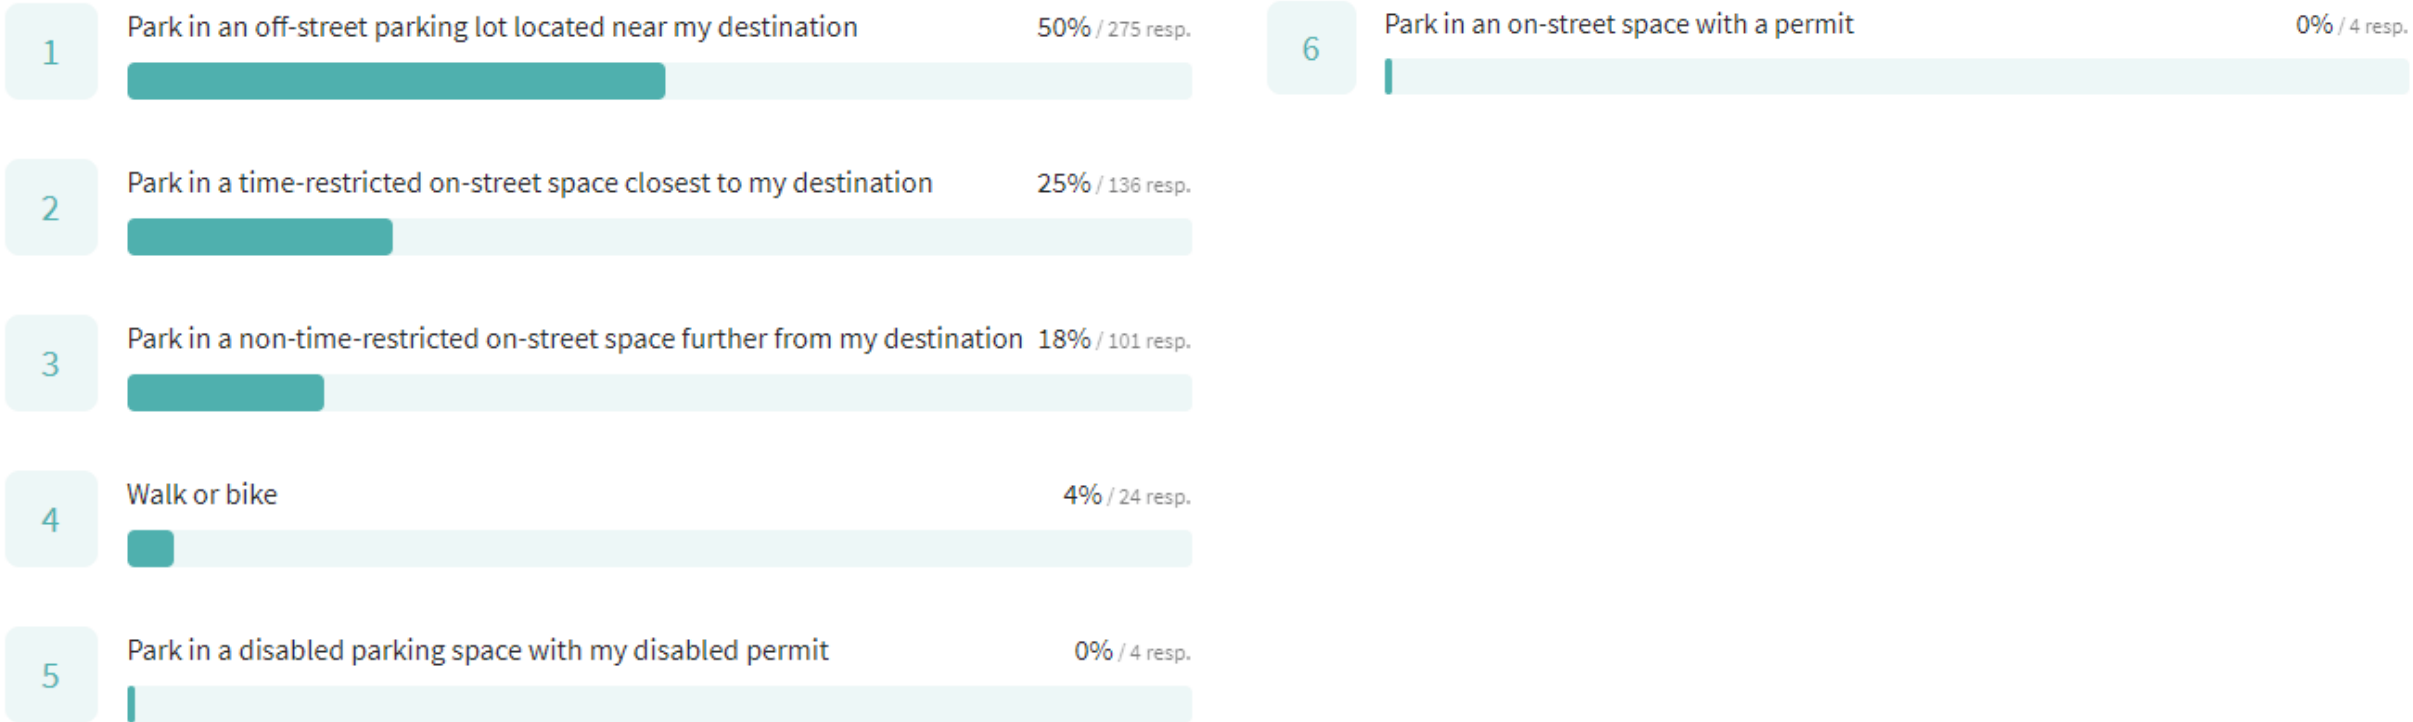 1
Park in an off-street parking lot located near my destination 50% / 275 resp.
2
Park in a time-restricted on-street space closest to my destination 25% / 136 resp.
3
Park in a non-time-restricted on-street space further from my destination 18% / 101 resp.
4
Walk or bike 4% / 24 resp.
5
Park in a disabled parking space with my disabled permit 0% / 4 resp.
6
Park in an on-street space with a permit 0% / 4 resp.